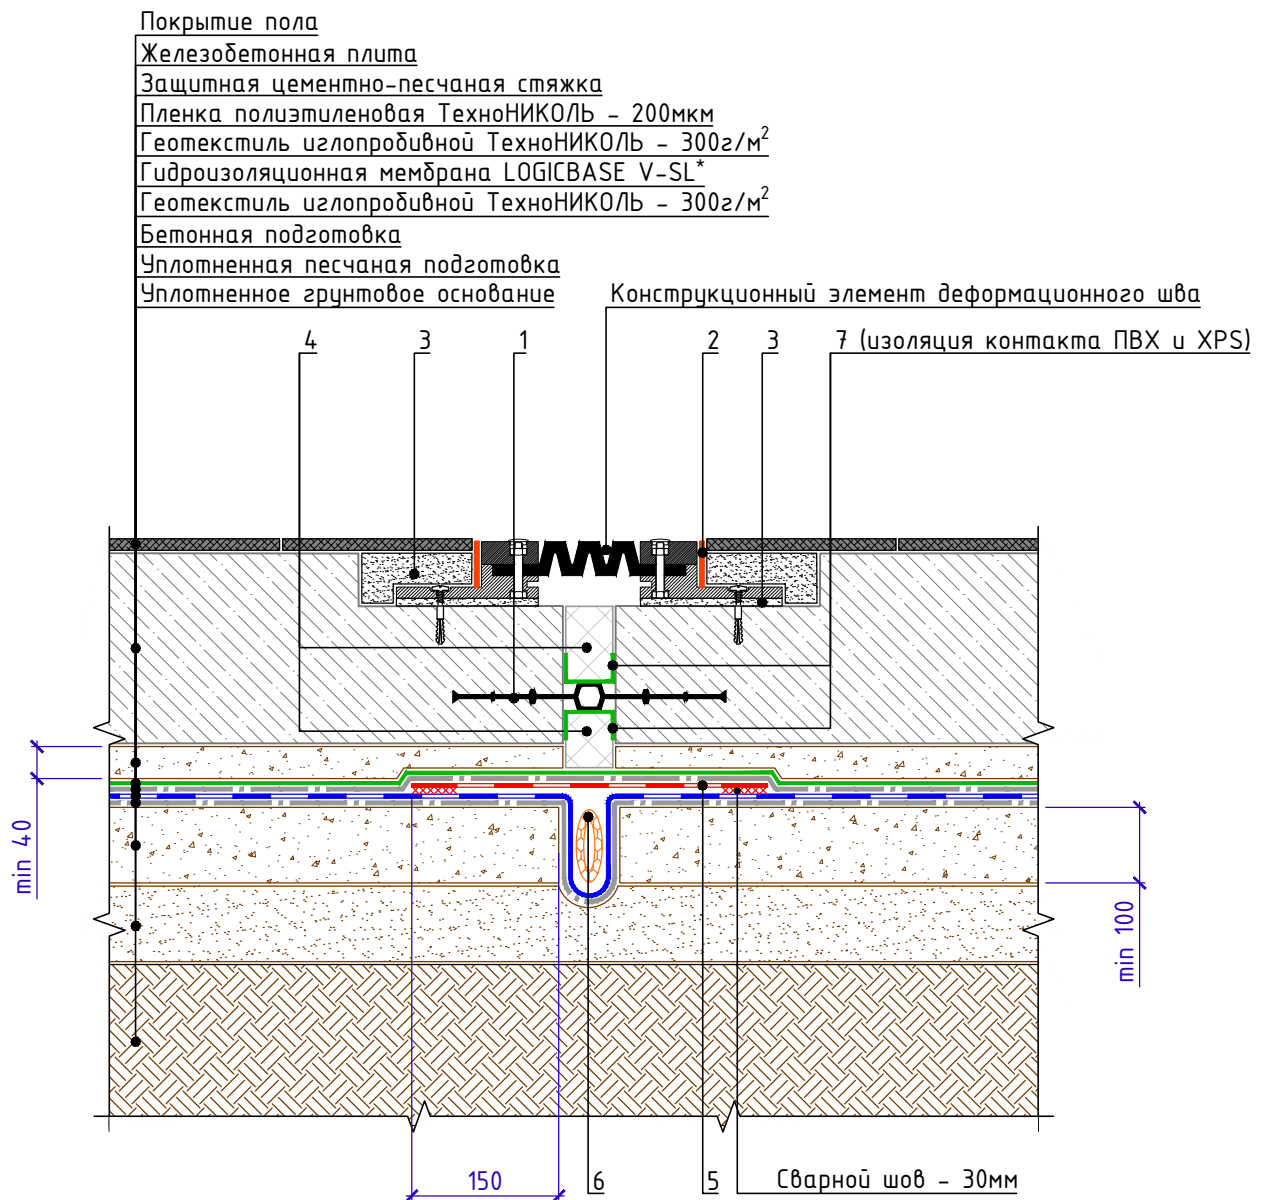 Покрытие пола
Железобетонная плита
Защитная цементно-песчаная стяжка
Пленка полиэтиленовая ТехноНИКОЛЬ - 200мкм
Геотекстиль иглопробивной ТехноНИКОЛЬ - 300г/м²
Гидроизоляционная мембрана LOGICBASE V-SL*
Геотекстиль иглопробивной ТехноНИКОЛЬ - 300г/м²
Бетонная подготовка
Уплотненная песчаная подготовка
Уплотненное грунтовое основание
Конструкционный элемент деформационного шва
4 3 1 2 3 7 (изоляция контакта ПВХ и XPS)
min 40
min 100
150 6 5 Сварной шов - 30мм